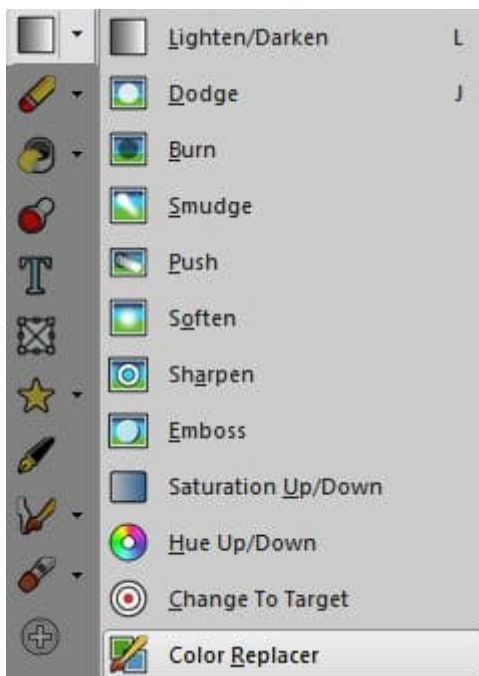 Lighten/Darken L
Dodge J
Burn
Smudge
Push
Soften
Sharpen
Emboss
Saturation Up/Down
Hue Up/Down
Change To Target
Color Replacer